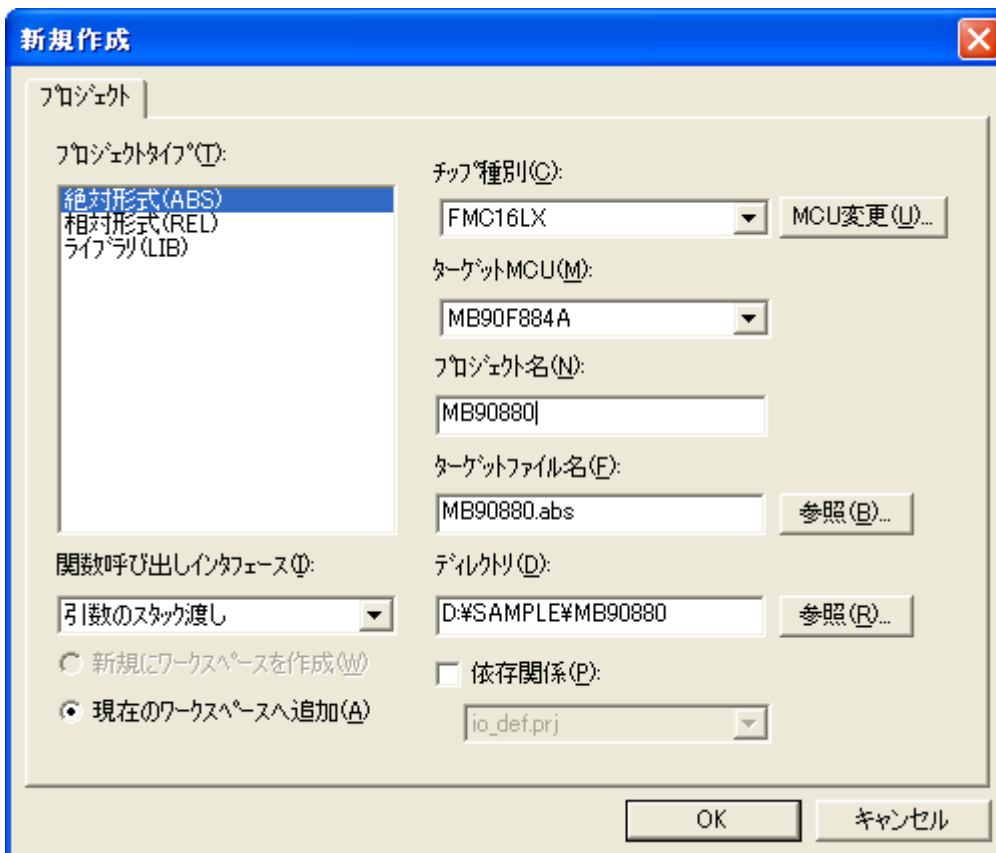 新規作成
プロジェクト
プロジェクトタイプ(T):
絶対形式(ABS)
相対形式(REL)
ライブラリ(LIB)
関数呼び出しインタフェース(I):
引数のスタック渡し
新規にワークスペースを作成(W)
現在のワークスペースへ追加(A)
チップ種別(C):
FMC16LX
MCU変更(U)...
ターゲットMCU(M):
MB90F884A
プロジェクト名(N):
MB90880
ターゲットファイル名(F):
MB90880.abs
参照(B)...
ディレクトリ(D):
D:¥SAMPLE¥MB90880
参照(R)...
依存関係(P):
io_def.prj
OK
キャンセル